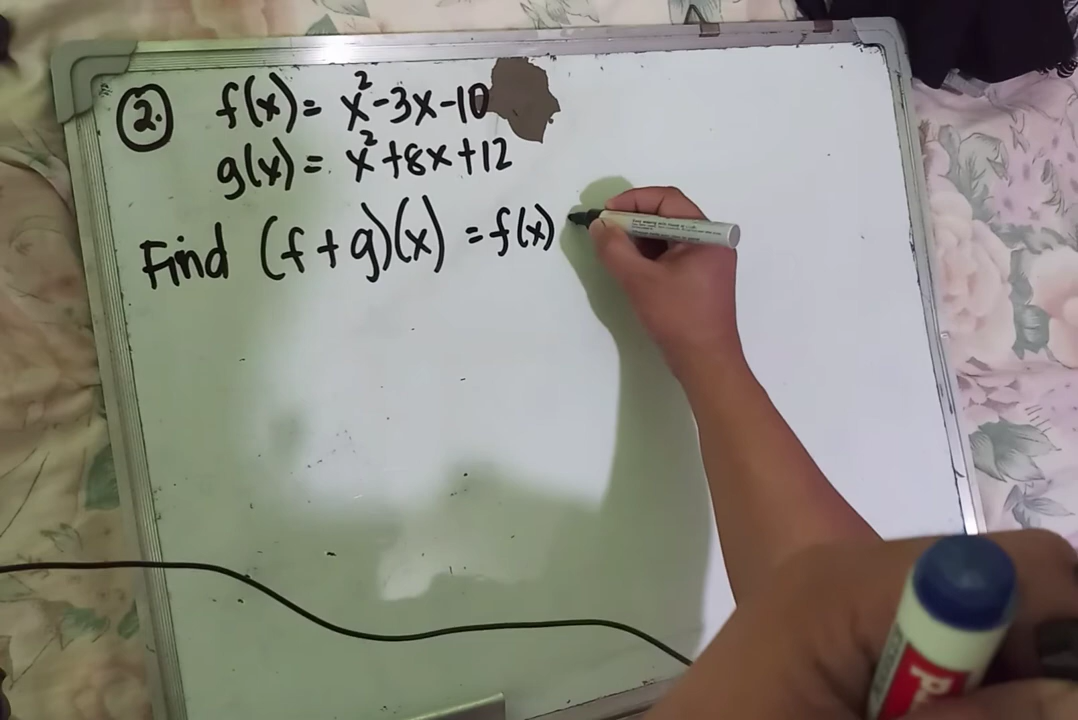 2. f(x) = x²-3x-10
g(x) = x²+8x+12
Find (f+g)(x) = f(x)